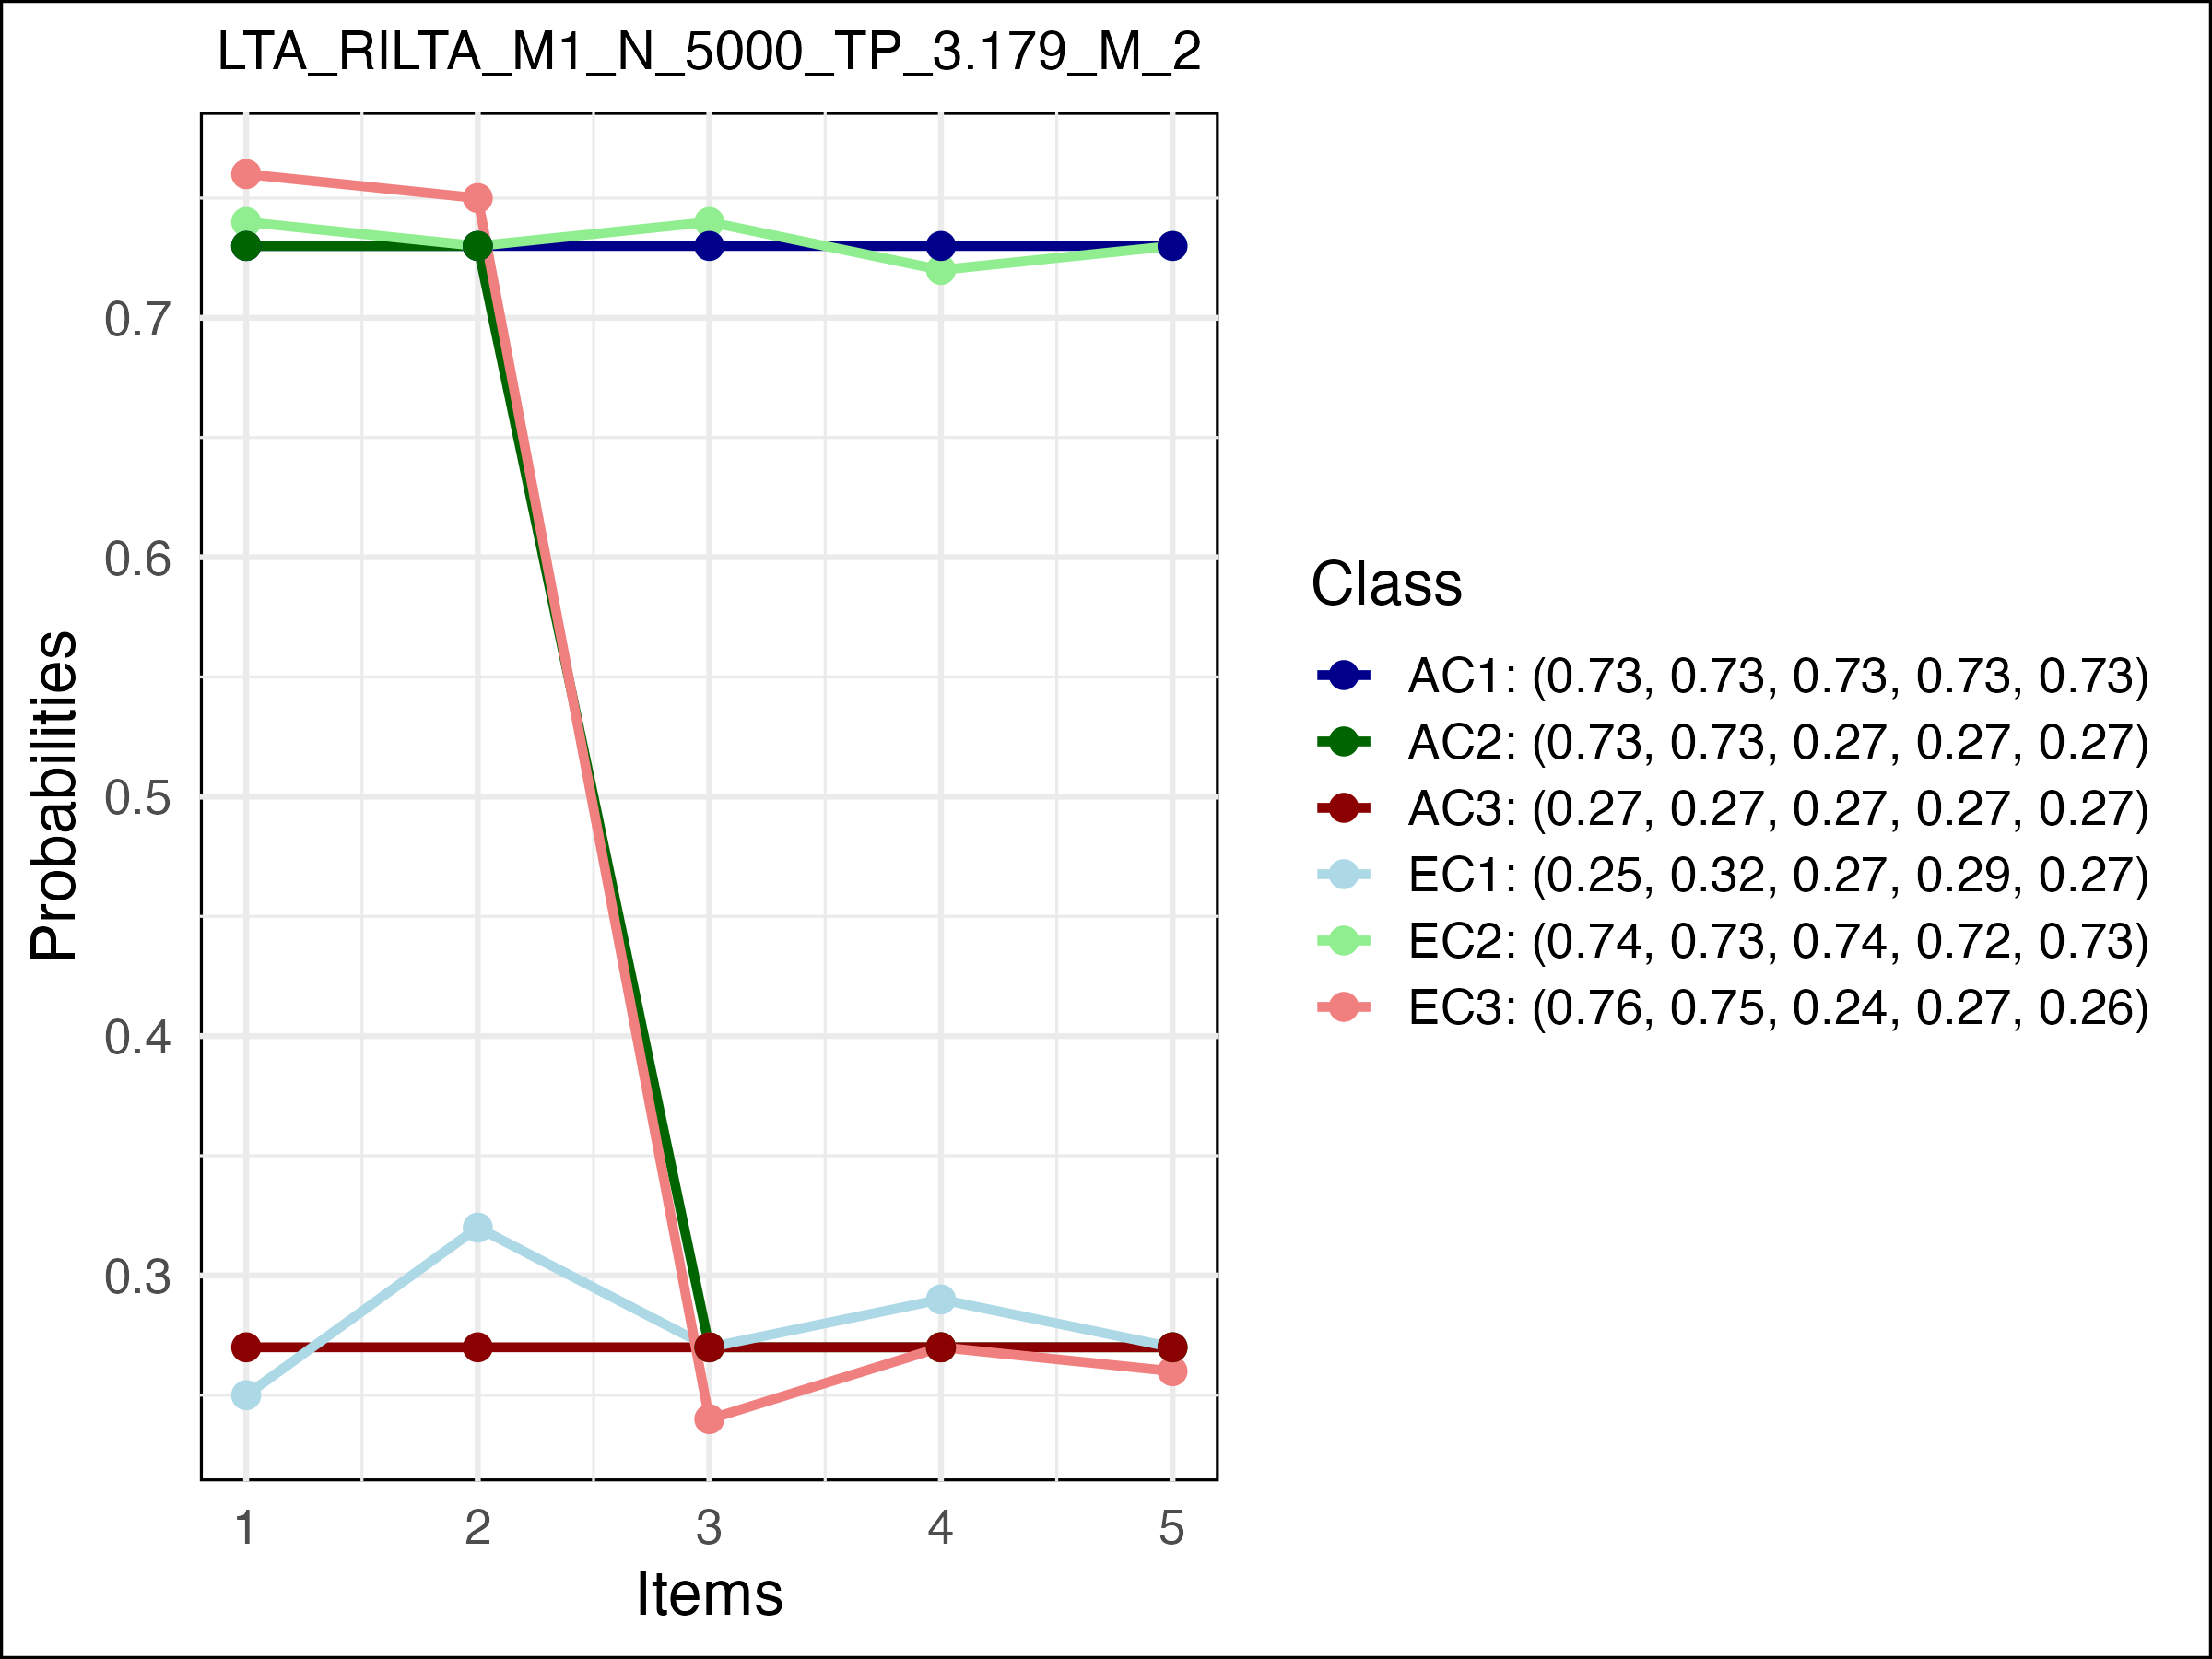 LTA_RILTA_M1_N_5000_TP_3.179_M_2
Probabilities
0.7
0.6
0.5
0.4
0.3
1 2 3 4 5
Items
Class
AC1: (0.73, 0.73, 0.73, 0.73, 0.73)
AC2: (0.73, 0.73, 0.27, 0.27, 0.27)
AC3: (0.27, 0.27, 0.27, 0.27, 0.27)
EC1: (0.25, 0.32, 0.27, 0.29, 0.27)
EC2: (0.74, 0.73, 0.74, 0.72, 0.73)
EC3: (0.76, 0.75, 0.24, 0.27, 0.26)